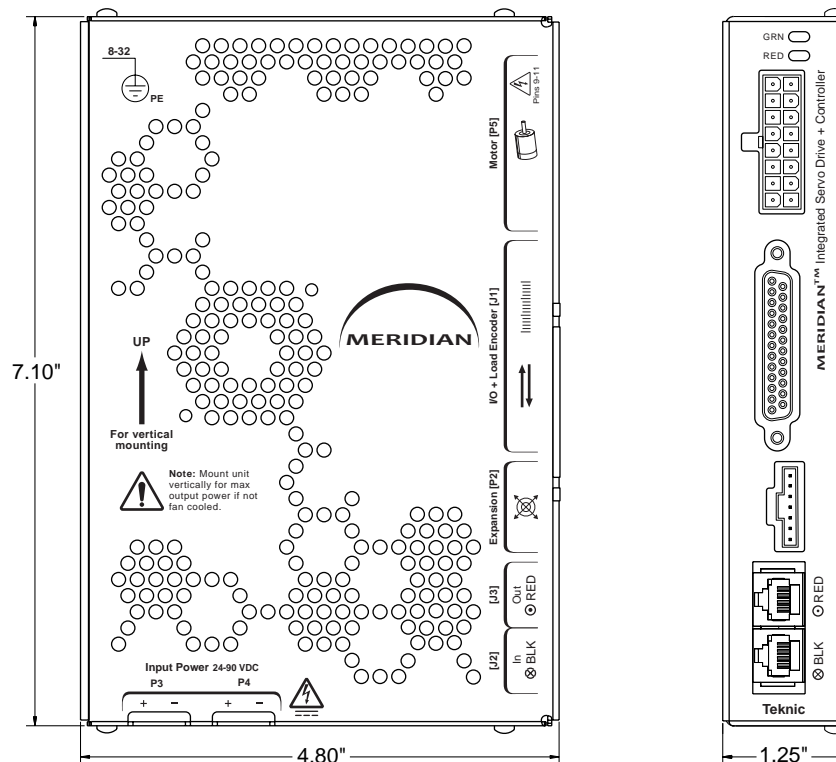 8-32
PE
Pins 9-11
Motor [P5]
I/O + Load Encoder [J1]
MERIDIAN
7.10"
UP
For vertical
mounting
Note: Mount unit
vertically for max
output power if not
fan cooled.
Expansion [P2]
[J3]
Out
RED
[J2]
In
BLK
Input Power 24-90 VDC
P3
P4
+ −
+ −
4.80"
GRN
RED
MERIDIAN™ Integrated Servo Drive + Controller
RED
BLK
Teknic
1.25"